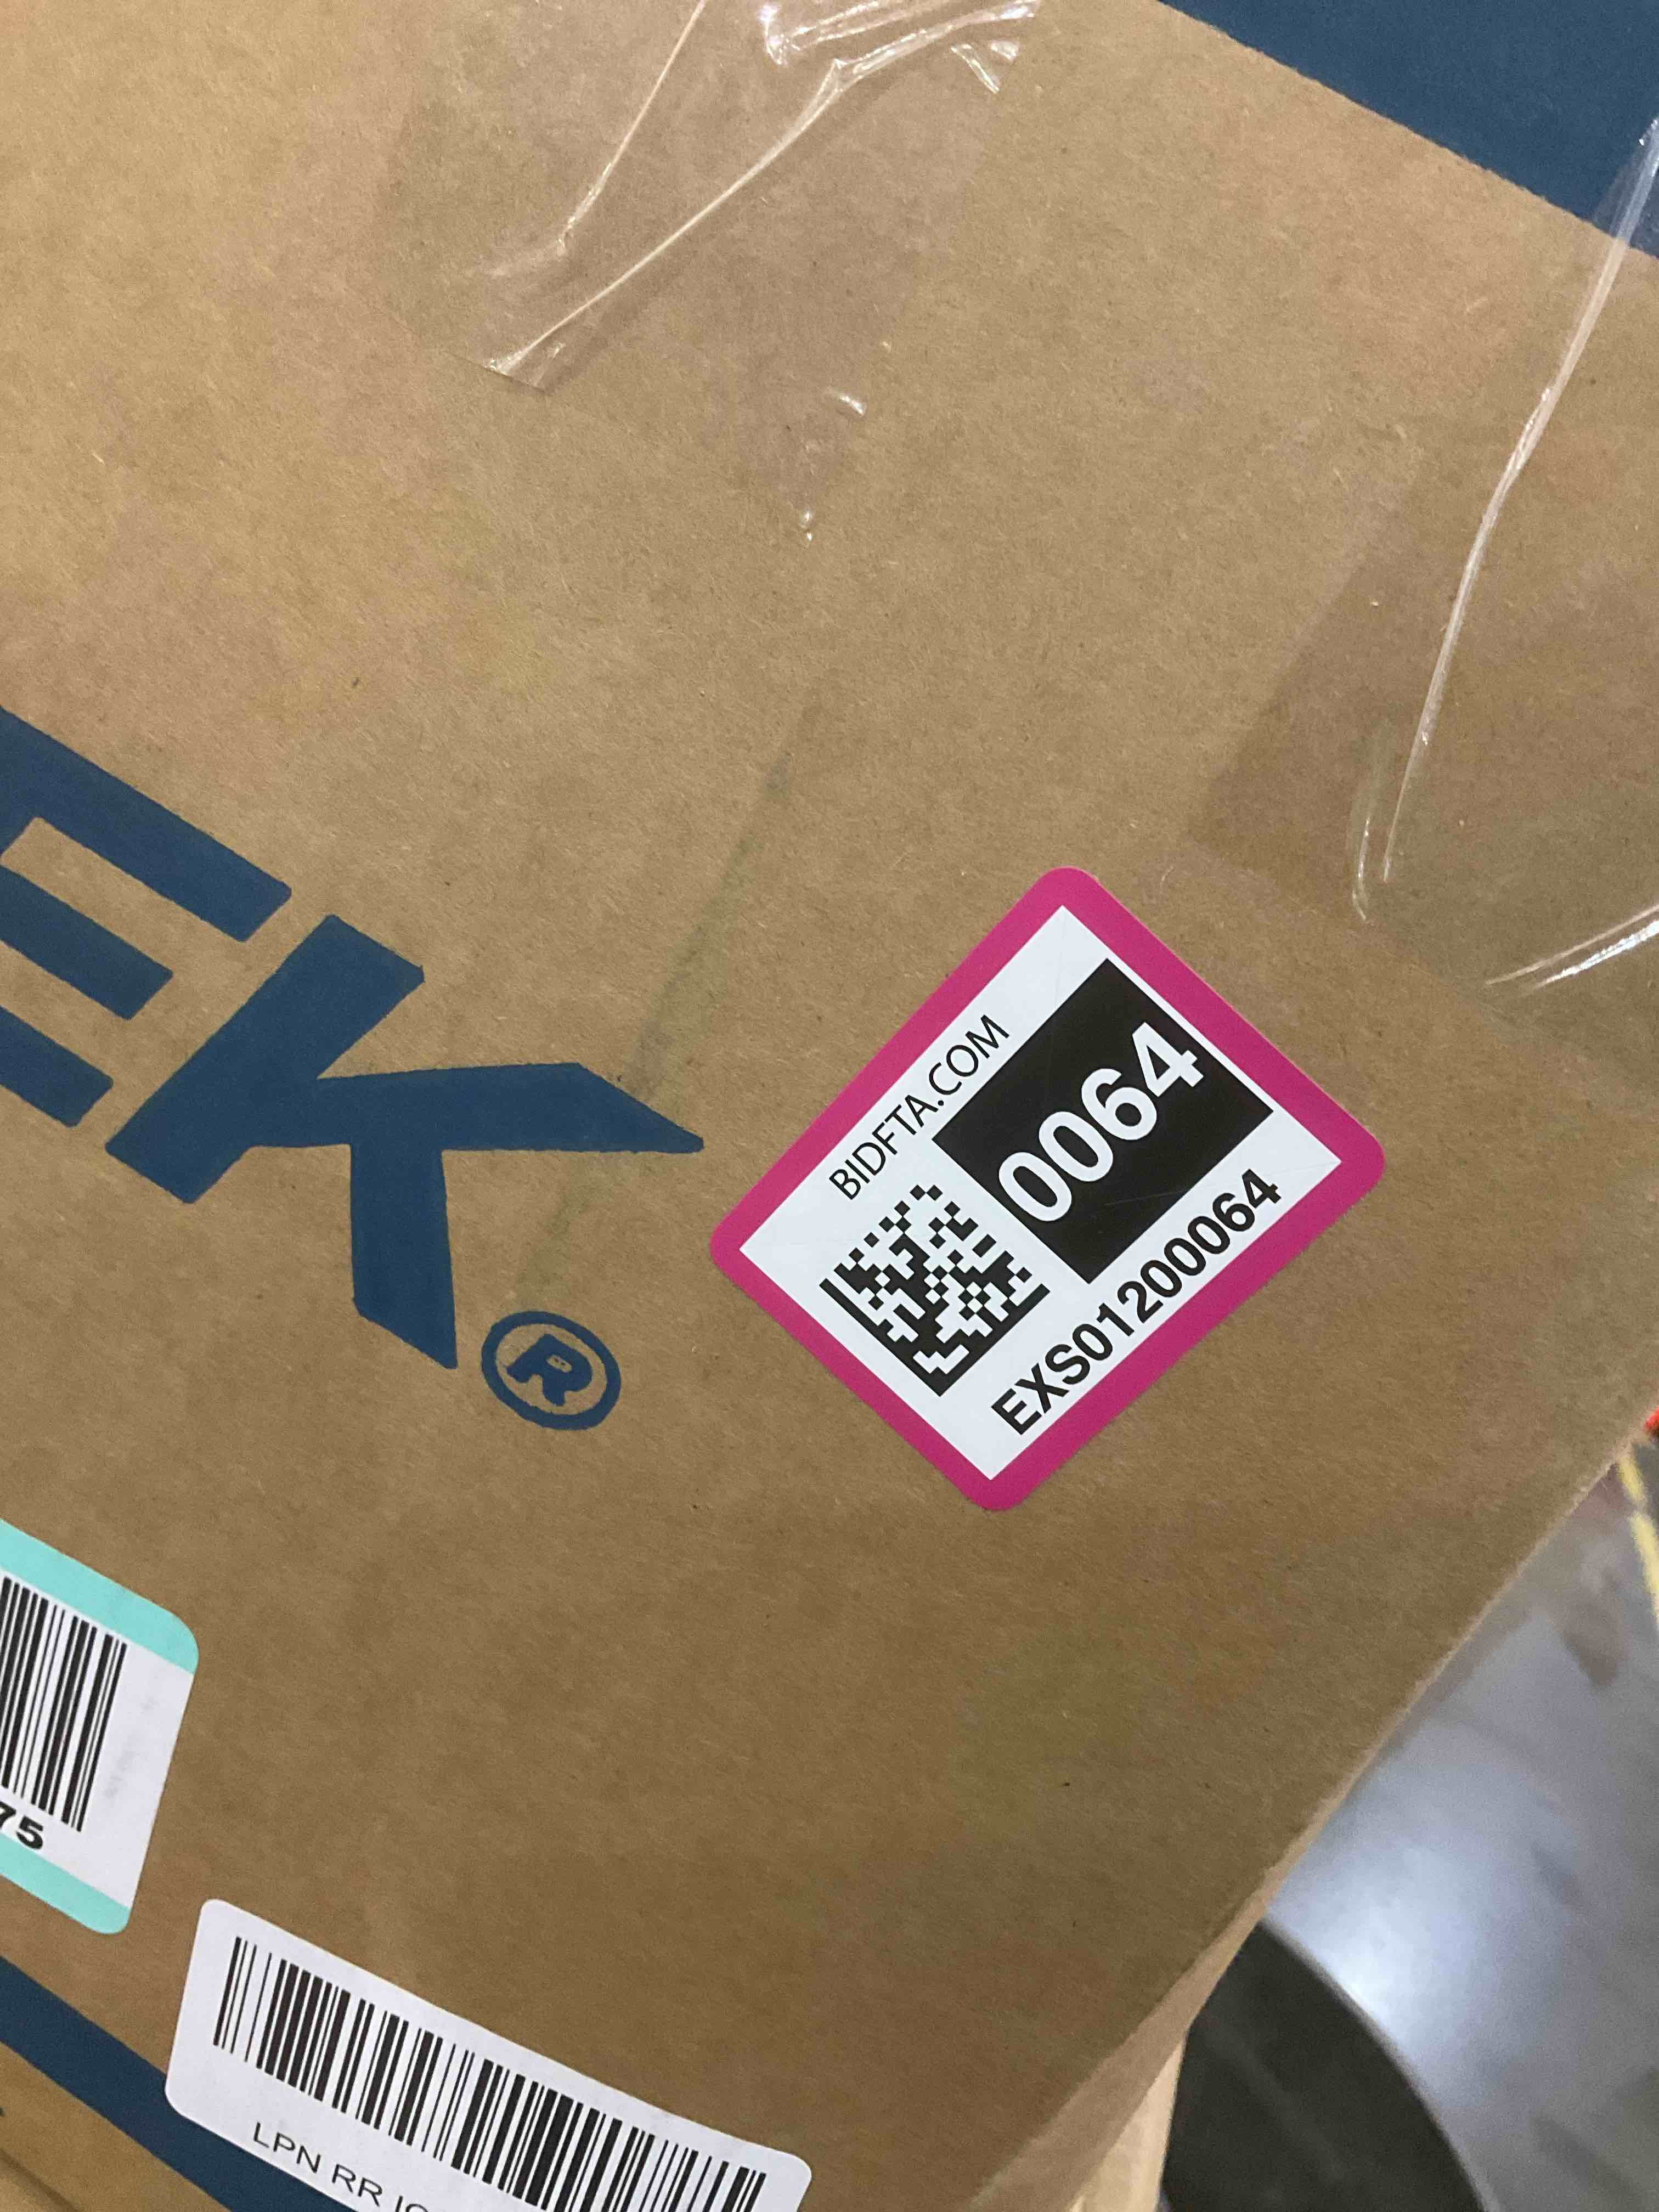 EK®
BIDFTA.COM
0064
EXS01200064
75
LPN RR